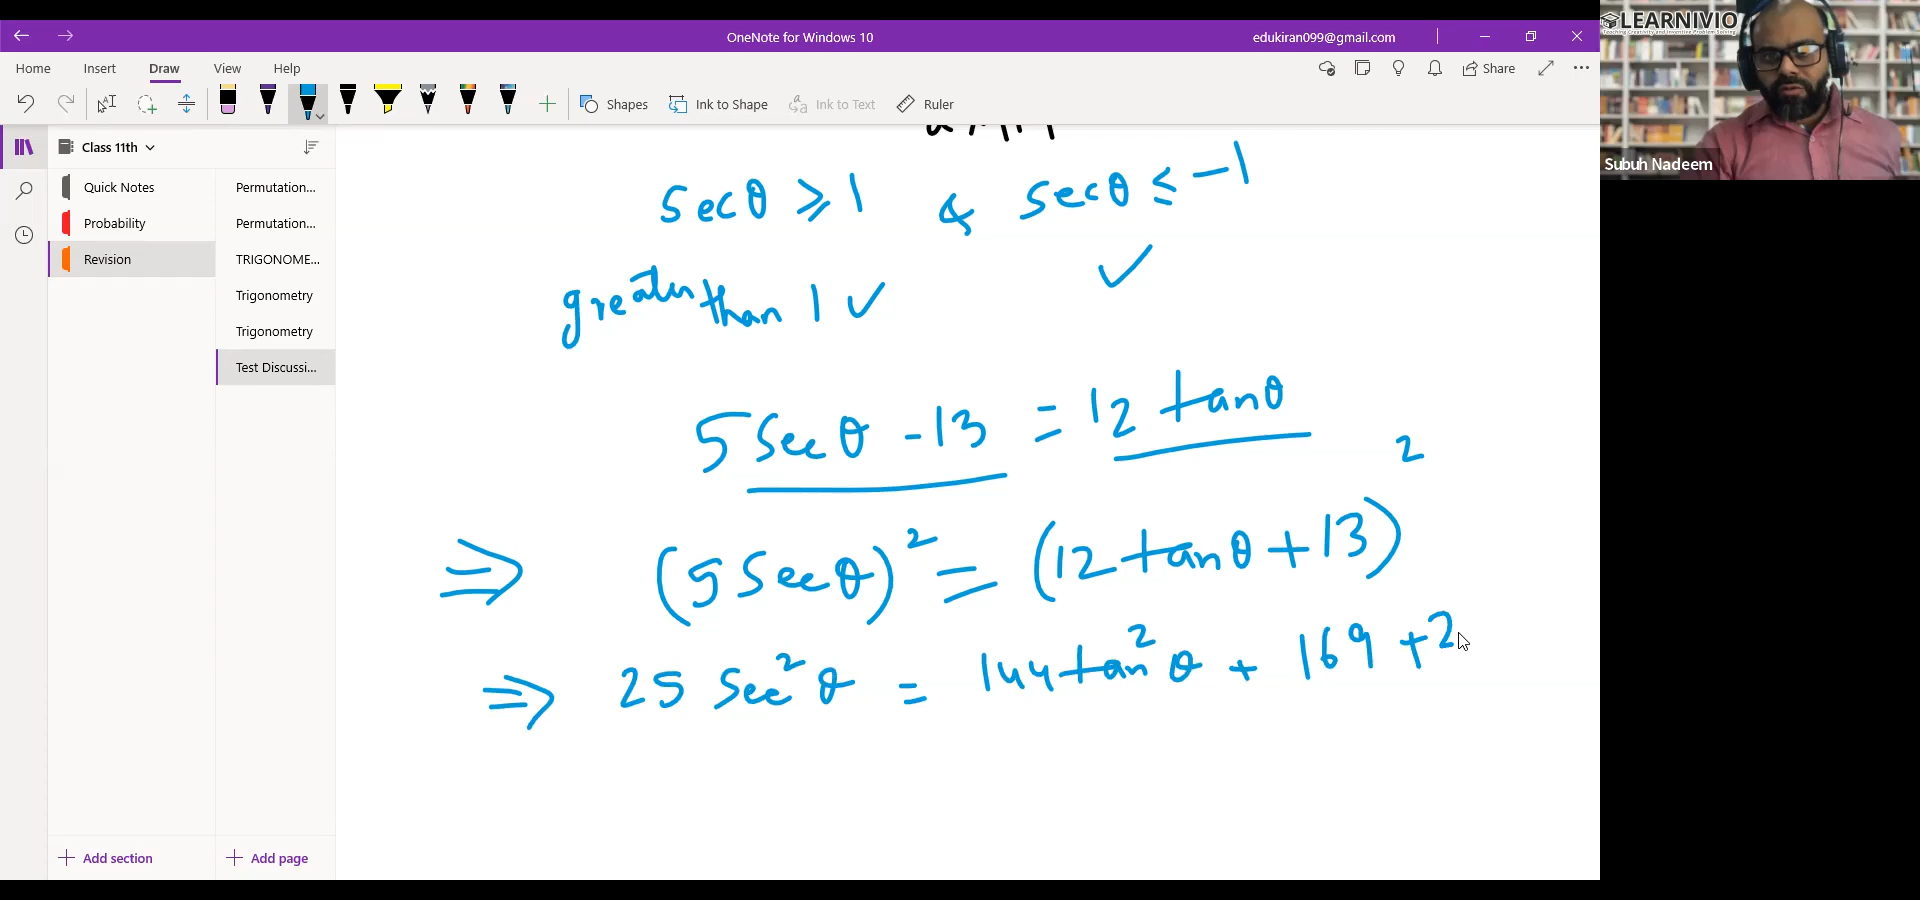 OneNote for Windows 10
edukiran099@gmail.com
LEARNIVIO
Home Insert Draw View Help
Share
Shapes
Ink to Shape
Ink to Text
Ruler
Class 11th
Quick Notes
Probability
Revision
Permutation...
Permutation...
TRIGONOME...
Trigonometry
Trigonometry
Test Discussi...
Add section
Add page
Subuh Nadeem
secθ ≥ 1 & secθ ≤ -1
greater than 1 ✓ ✓
5 secθ - 13 = 12 tanθ
⇒ (5 secθ)² = (12 tanθ + 13)²
⇒ 25 sec²θ = 144 tan²θ + 169 + 2